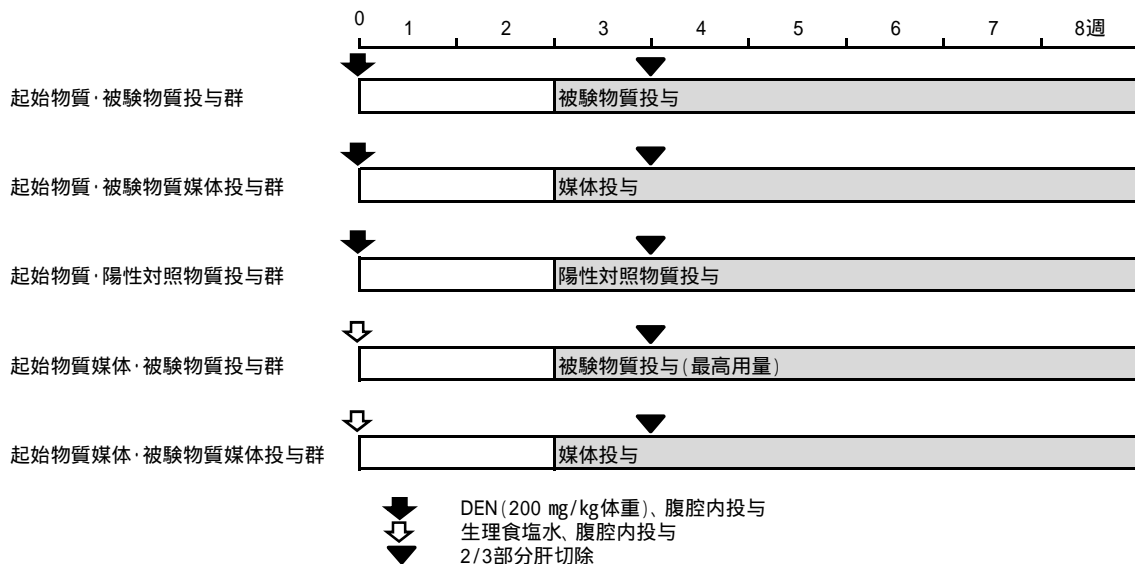 0 1 2 3 4 5 6 7 8週
起始物質・被験物質投与群 被験物質投与
起始物質・被験物質媒体投与群 媒体投与
起始物質・陽性対照物質投与群 陽性対照物質投与
起始物質媒体・被験物質投与群 被験物質投与(最高用量)
起始物質媒体・被験物質媒体投与群 媒体投与
DEN(200 mg/kg体重)、腹腔内投与
生理食塩水、腹腔内投与
2/3部分肝切除